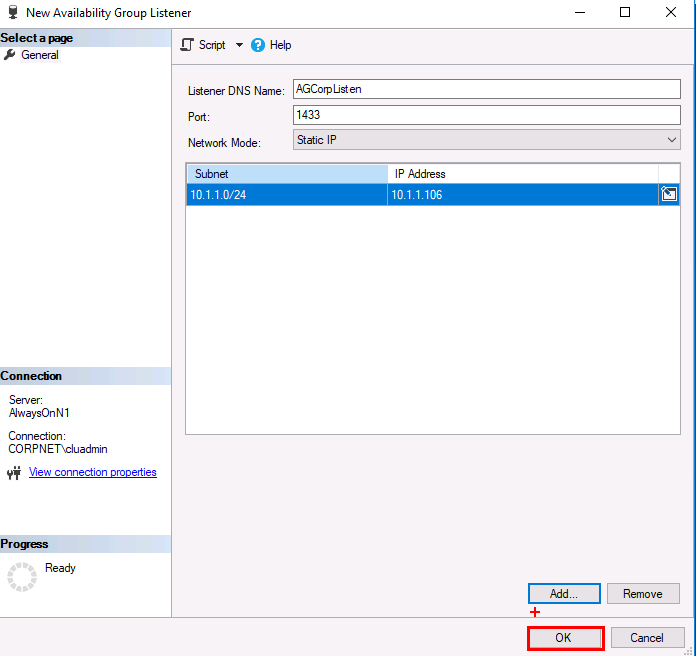 New Availability Group Listener
Select a page
General
Script
Help
Listener DNS Name: AGCorpListen
Port: 1433
Network Mode: Static IP
Subnet IP Address
10.1.1.0/24 10.1.1.106
Connection
Server:
AlwaysOnN1
Connection:
CORPNET\cluadmin
View connection properties
Progress
Ready
Add... Remove
OK Cancel